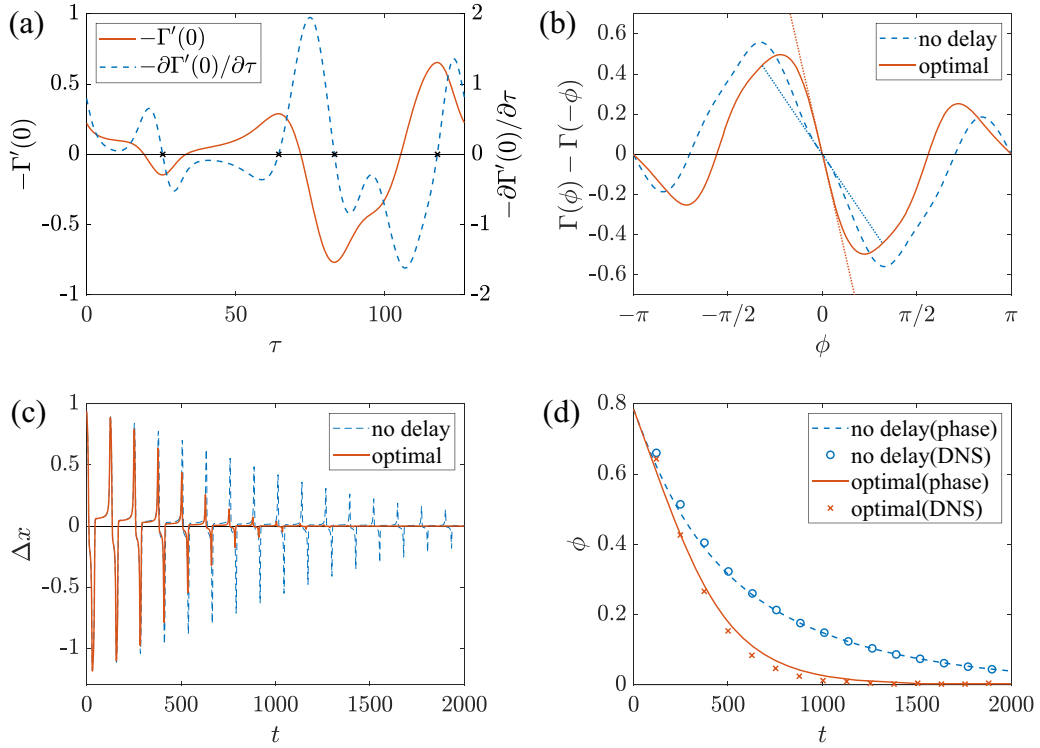 (a)
1
0.5
0
-0.5
-1
−Γ′(0)
2
1
0
-1
-2
−∂Γ′(0)/∂τ
−Γ′(0)
−∂Γ′(0)/∂τ
0
50
100
τ
(b)
0.6
0.4
0.2
0
-0.2
-0.4
-0.6
Γ(ϕ) − Γ(−ϕ)
no delay
optimal
−π
−π/2
0
π/2
π
ϕ
(c)
1
0.5
0
-0.5
-1
Δx
no delay
optimal
0
500
1000
1500
2000
t
(d)
0.8
0.6
0.4
0.2
0
ϕ
no delay(phase)
no delay(DNS)
optimal(phase)
optimal(DNS)
0
500
1000
1500
2000
t